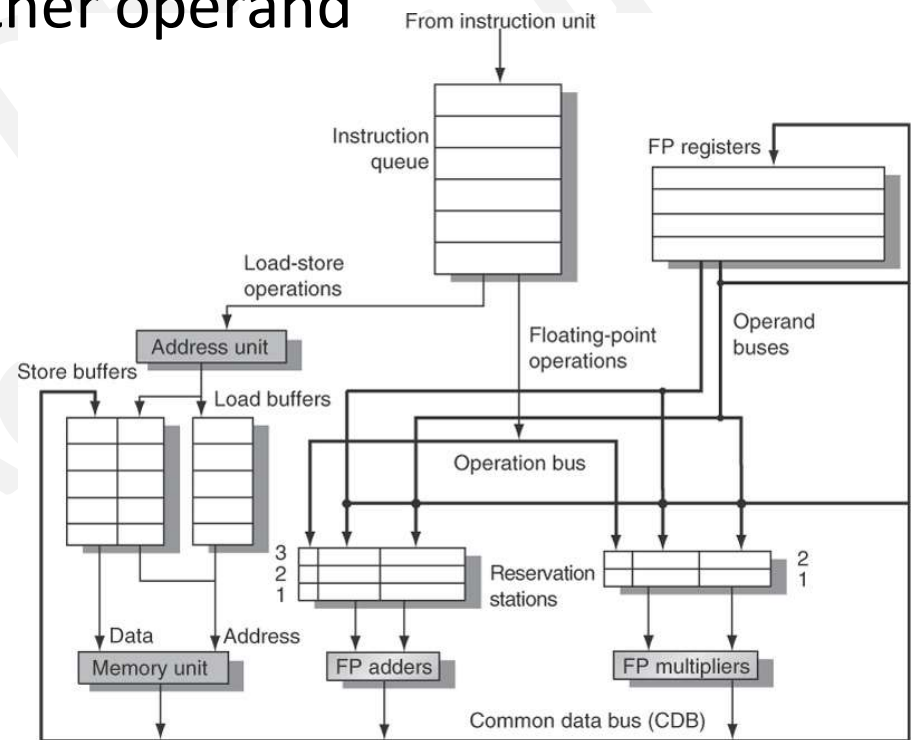 operand
From instruction unit
Instruction
queue
FP registers
Load-store
operations
Address unit
Floating-point
operations
Operand
buses
Store buffers
Load buffers
Operation bus
3
2
1
Reservation
stations
2
1
Data
Address
Memory unit
FP adders
FP multipliers
Common data bus (CDB)